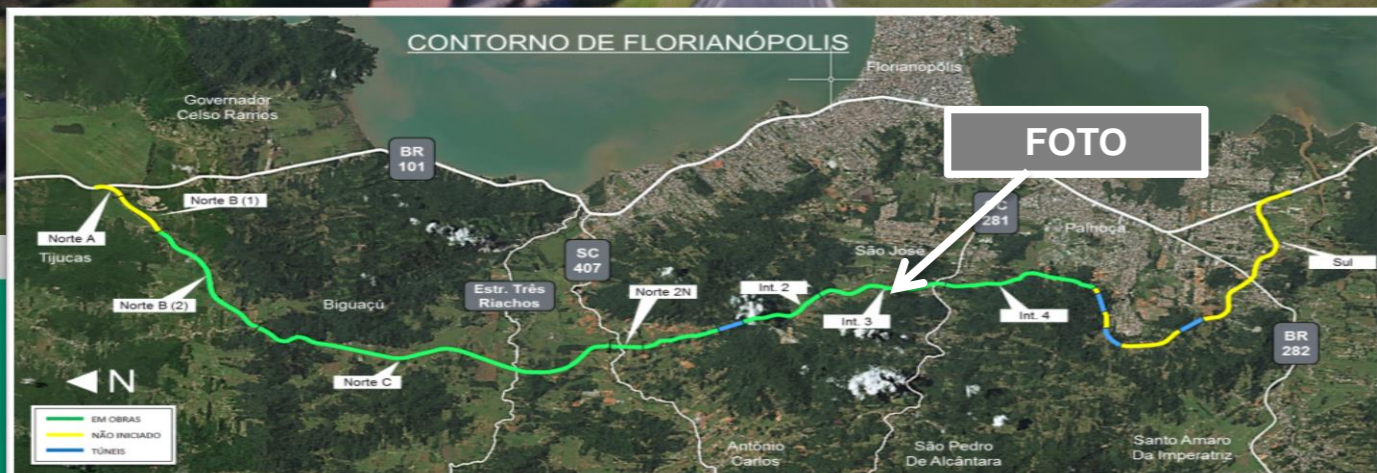 CONTORNO DE FLORIANÓPOLIS
Florianópolis
Governador
Celso Ramos
BR
101
FOTO
Norte B (1)
Norte A
Tijucas
SC
281
Palhoça
São José
Sul
SC
407
Estr. Três
Riachos
Norte 2N
Int. 2
Int. 3
Int. 4
Norte B (2)
Biguaçú
BR
282
Norte C
N
EM OBRAS
NÃO INICIADO
TÚNEIS
Antônio
Carlos
São Pedro
De Alcântara
Santo Amaro
Da Imperatriz